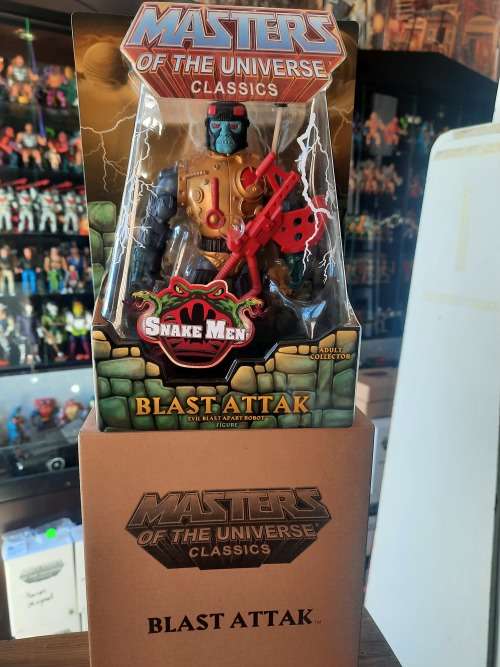 MASTERS
OF THE UNIVERSE
CLASSICS
SNAKE MEN
ADULT
COLLECTOR
BLAST ATTAK
EVIL BLAST APART ROBOT
FIGURE
MASTERS
OF THE UNIVERSE
CLASSICS
BLAST ATTAK™